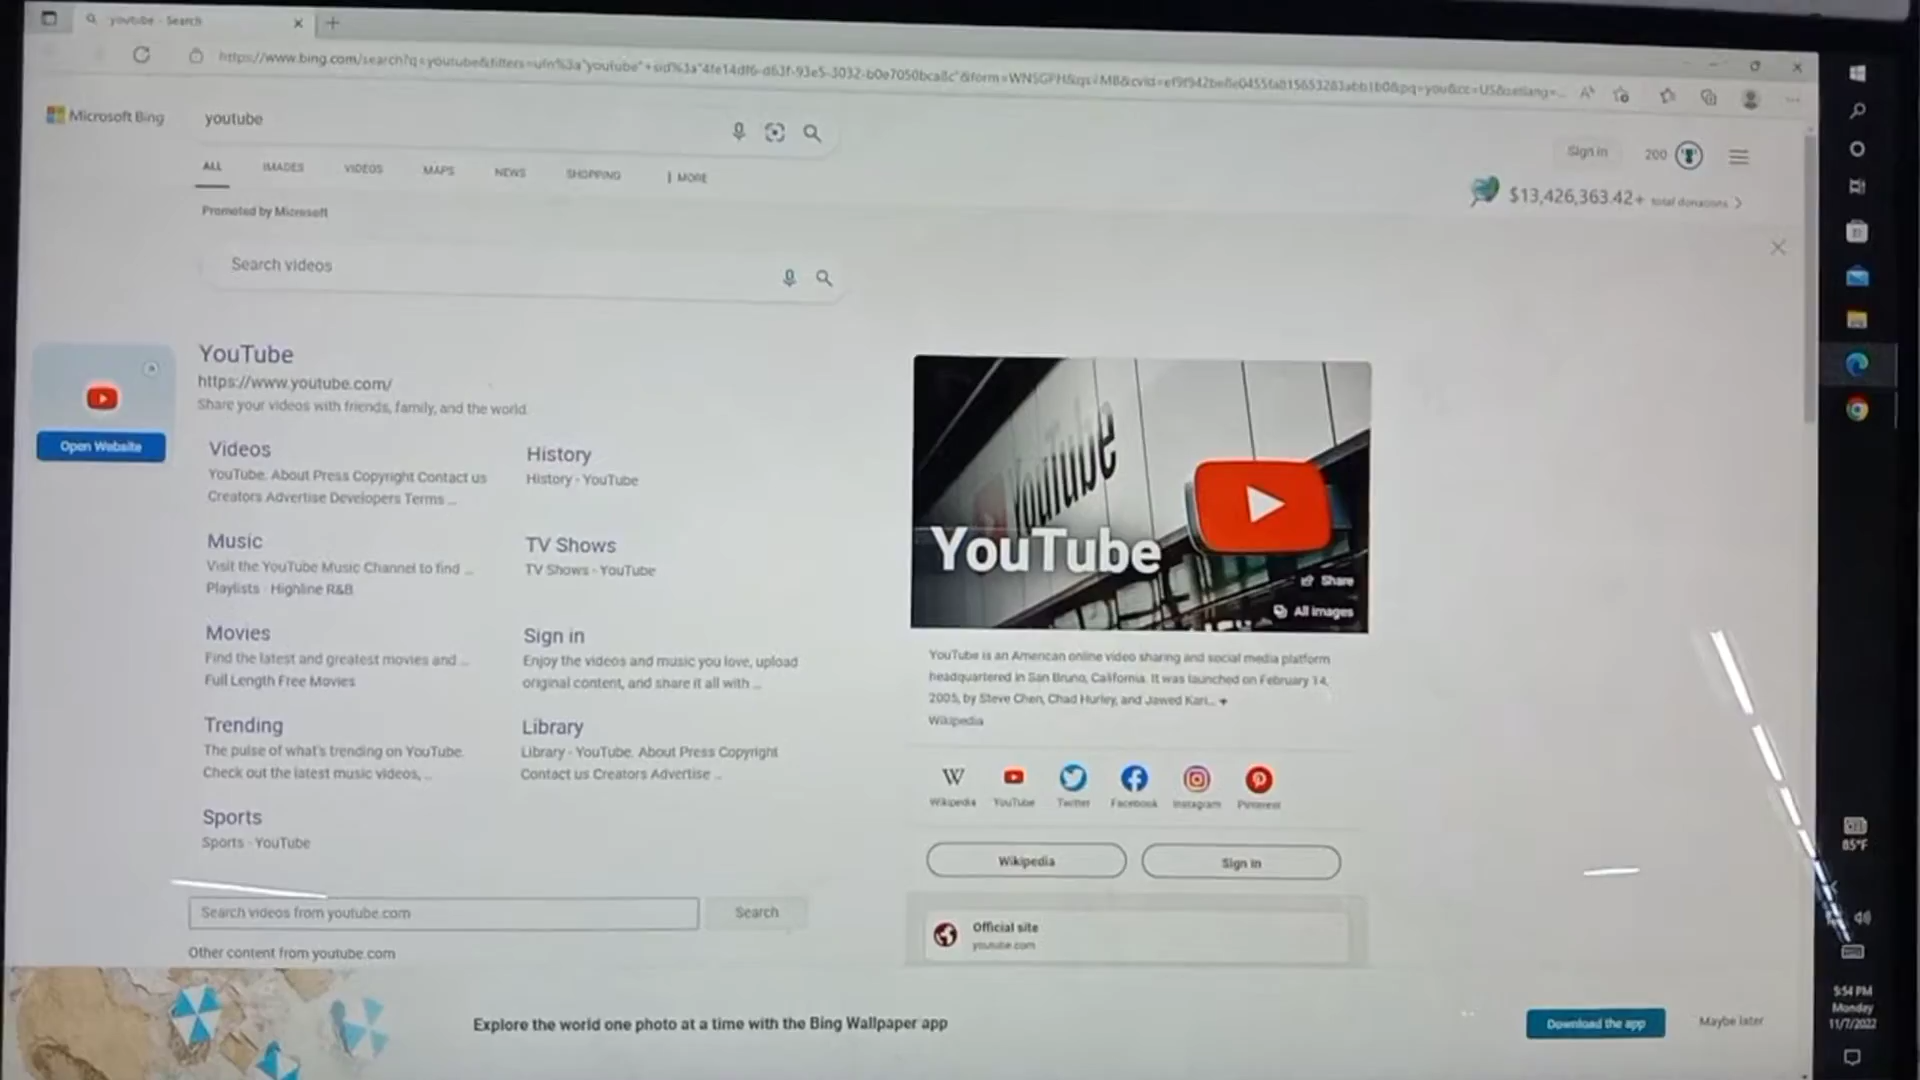 youtube - Search
Microsoft Bing
youtube
Sign in
200
ALL
IMAGES
VIDEOS
MAPS
NEWS
SHOPPING
MORE
$13,426,363.42+ total donations
Promoted by Microsoft
Search videos
YouTube
https://www.youtube.com/
Share your videos with friends, family, and the world.
Open Website
Videos
YouTube. About Press Copyright Contact us
Creators Advertise Developers Terms ...
History
History - YouTube
Music
Visit the YouTube Music Channel to find ...
Playlists · Highline R&B
TV Shows
TV Shows - YouTube
Movies
Find the latest and greatest movies and ...
Full Length Free Movies
Sign in
Enjoy the videos and music you love, upload
original content, and share it all with ...
Trending
The pulse of what's trending on YouTube.
Check out the latest music videos, ...
Library
Library - YouTube. About Press Copyright
Contact us Creators Advertise ...
Sports
Sports - YouTube
Search videos from youtube.com
Search
Other content from youtube.com
YouTube
YouTube
Share
All images
YouTube is an American online video sharing and social media platform
headquartered in San Bruno, California. It was launched on February 14,
2005, by Steve Chen, Chad Hurley, and Jawed Kari...
Wikipedia
Wikipedia
YouTube
Twitter
Facebook
Instagram
Pinterest
Wikipedia
Sign in
Official site
youtube.com
Explore the world one photo at a time with the Bing Wallpaper app
Download the app
Maybe later
85°F
5:54 PM
Monday
11/7/2022